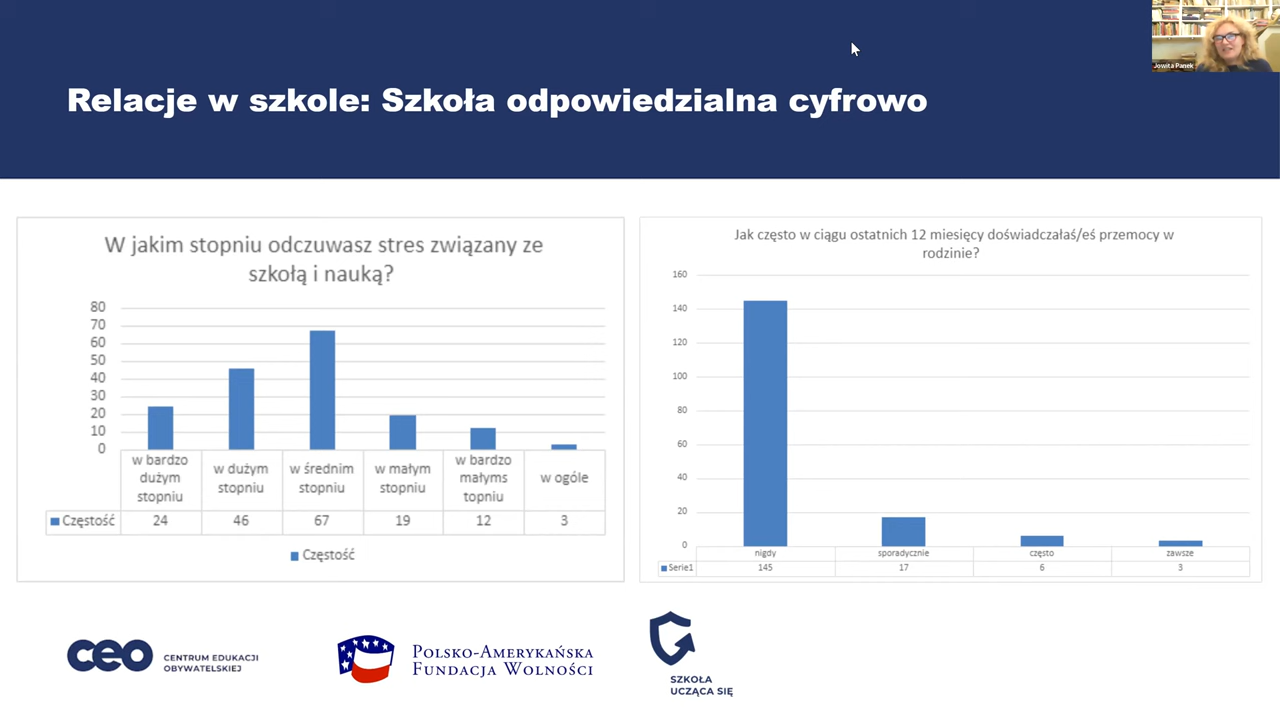 Jowita Panek
Relacje w szkole: Szkoła odpowiedzialna cyfrowo
W jakim stopniu odczuwasz stres związany ze
szkołą i nauką?
80
70
60
50
40
30
20
10
0
w bardzo dużym stopniu
w dużym stopniu
w średnim stopniu
w małym stopniu
w bardzo małyms topniu
w ogóle
Częstość 24 46 67 19 12 3
Częstość
Jak często w ciągu ostatnich 12 miesięcy doświadczałaś/eś przemocy w
rodzinie?
160
140
120
100
80
60
40
20
0
nigdy sporadycznie często zawsze
Serie1 145 17 6 3
ceo
CENTRUM EDUKACJI
OBYWATELSKIEJ
POLSKO-AMERYKAŃSKA
FUNDACJA WOLNOŚCI
SZKOŁA
UCZĄCA SIĘ